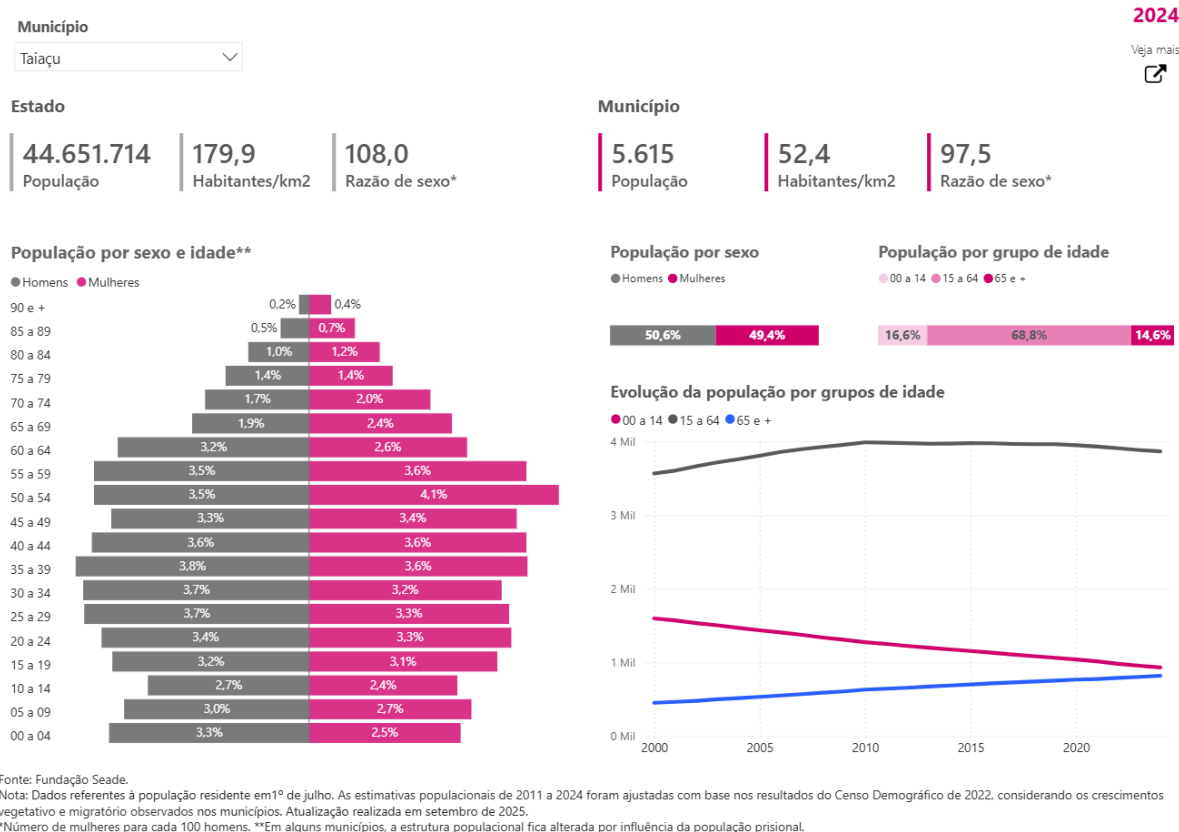 Município
2024
Taiaçu
Veja mais
Estado
Município
44.651.714
População
179,9
Habitantes/km2
108,0
Razão de sexo*
5.615
População
52,4
Habitantes/km2
97,5
Razão de sexo*
População por sexo e idade**
Homens Mulheres
90 e + 0,2% 0,4%
85 a 89 0,5% 0,7%
80 a 84 1,0% 1,2%
75 a 79 1,4% 1,4%
70 a 74 1,7% 2,0%
65 a 69 1,9% 2,4%
60 a 64 3,2% 2,6%
55 a 59 3,5% 3,6%
50 a 54 3,5% 4,1%
45 a 49 3,3% 3,4%
40 a 44 3,6% 3,6%
35 a 39 3,8% 3,6%
30 a 34 3,7% 3,2%
25 a 29 3,7% 3,3%
20 a 24 3,4% 3,3%
15 a 19 3,2% 3,1%
10 a 14 2,7% 2,4%
05 a 09 3,0% 2,7%
00 a 04 3,3% 2,5%
População por sexo
Homens Mulheres
50,6% 49,4%
População por grupo de idade
00 a 14 15 a 64 65 e +
16,6% 68,8% 14,6%
Evolução da população por grupos de idade
00 a 14 15 a 64 65 e +
4 Mil
3 Mil
2 Mil
1 Mil
0 Mil
2000 2005 2010 2015 2020
Fonte: Fundação Seade.
Nota: Dados referentes à população residente em1º de julho. As estimativas populacionais de 2011 a 2024 foram ajustadas com base nos resultados do Censo Demográfico de 2022, considerando os crescimentos
vegetativo e migratório observados nos municípios. Atualização realizada em setembro de 2025.
*Número de mulheres para cada 100 homens. **Em alguns municípios, a estrutura populacional fica alterada por influência da população prisional.